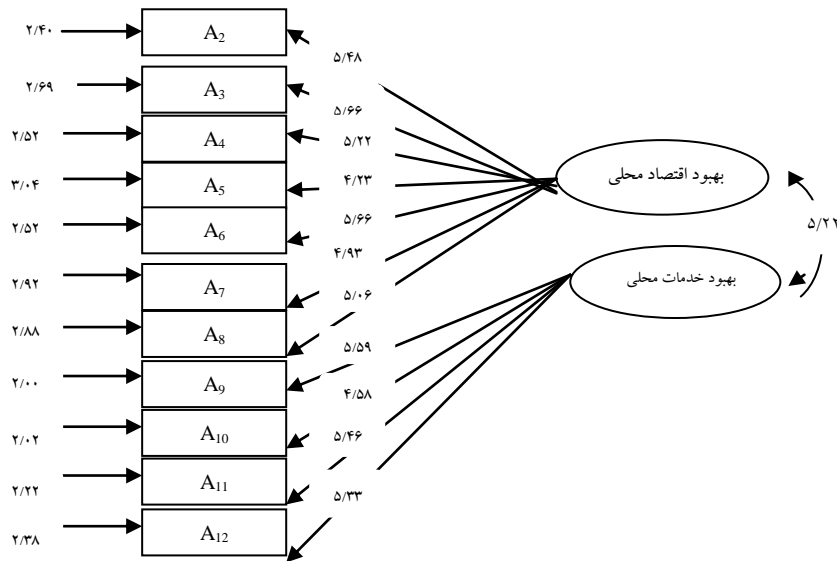 ۲/۴۰
A2
۵/۴۸
۲/۶۹
A3
۵/۶۶
۲/۵۲
A4
۵/۲۲
۳/۰۴
A5
۴/۲۳
بهبود اقتصاد محلی
۲/۵۲
A6
۵/۶۶
۵/۲۲
۴/۹۳
۲/۹۲
A7
۵/۰۶
بهبود خدمات محلی
۲/۸۸
A8
۵/۵۹
۲/۰۰
A9
۴/۵۸
۲/۰۲
A10
۵/۴۶
۲/۲۲
A11
۵/۳۳
۲/۳۸
A12